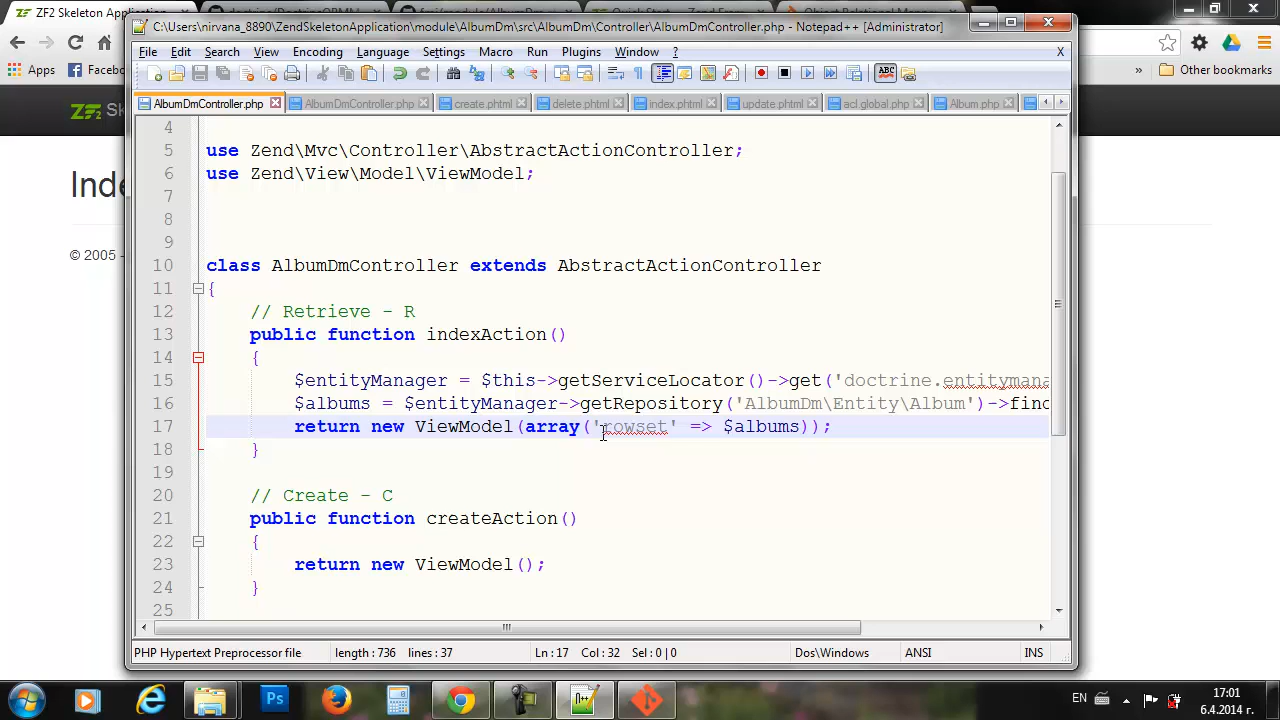 ZF2 Skeleton Application
C:\Users\nirvana_8890\ZendSkeletonApplication\module\AlbumDm\src\AlbumDm\Controller\AlbumDmController.php - Notepad++ [Administrator]
File Edit Search View Encoding Language Settings Macro Run Plugins Window ? X
Apps Facebo » Other bookmarks
AlbumDmController.php AlbumDmController.php create.phtml delete.phtml index.phtml update.phtml acl.global.php Album.php
ZF2 Sk
Inde
© 2005 -
4
5 use Zend\Mvc\Controller\AbstractActionController;
6 use Zend\View\Model\ViewModel;
7
8
9
10 class AlbumDmController extends AbstractActionController
11 {
12 // Retrieve - R
13 public function indexAction()
14 {
15 $entityManager = $this->getServiceLocator()->get('doctrine.entitymana
16 $albums = $entityManager->getRepository('AlbumDm\Entity\Album')->find
17 return new ViewModel(array('rowset' => $albums));
18 }
19
20 // Create - C
21 public function createAction()
22 {
23 return new ViewModel();
24 }
25
PHP Hypertext Preprocessor file length : 736 lines : 37 Ln : 17 Col : 32 Sel : 0 | 0 Dos\Windows ANSI INS
EN 17:01
6.4.2014 г.